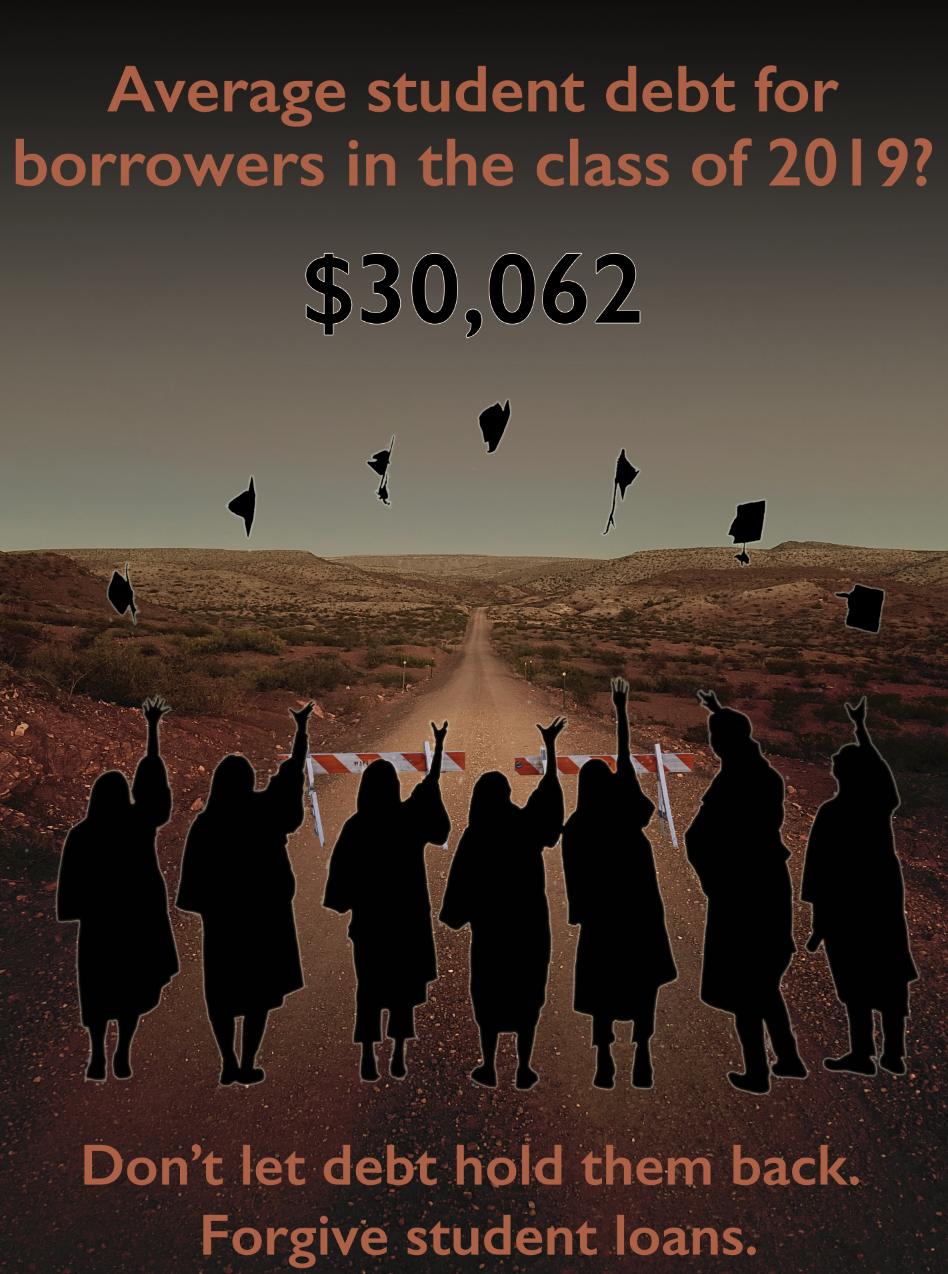 Average student debt for
borrowers in the class of 2019?
$30,062
Don’t let debt hold them back.
Forgive student loans.